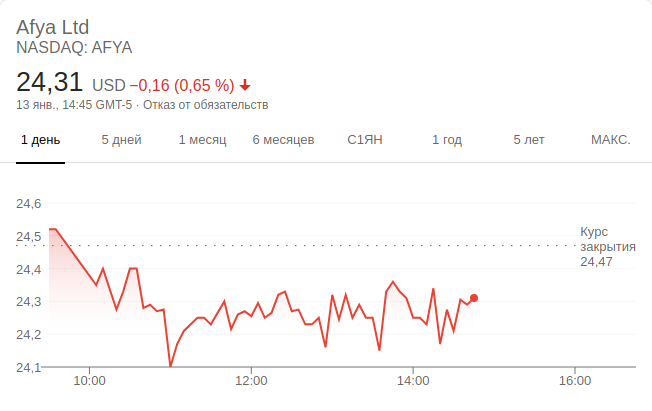 Afya Ltd
NASDAQ: AFYA
24,31 USD −0,16 (0,65 %)
13 янв., 14:45 GMT-5 · Отказ от обязательств
1 день 5 дней 1 месяц 6 месяцев С1ЯН 1 год 5 лет МАКС.
24,6
24,5
24,4
24,3
24,2
24,1
Курс
закрытия
24,47
10:00 12:00 14:00 16:00